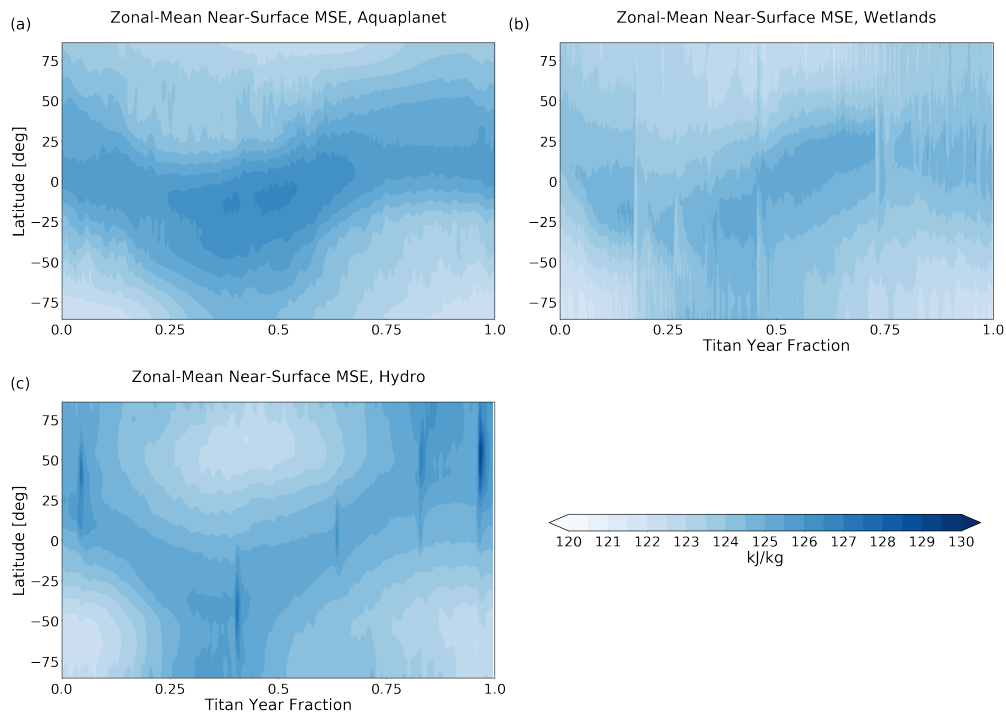 (a) Zonal-Mean Near-Surface MSE, Aquaplanet
Latitude [deg]
75
50
25
0
−25
−50
−75
0.0 0.25 0.5 0.75 1.0
(b) Zonal-Mean Near-Surface MSE, Wetlands
75
50
25
0
−25
−50
−75
0.0 0.25 0.5 0.75 1.0
Titan Year Fraction
(c) Zonal-Mean Near-Surface MSE, Hydro
Latitude [deg]
75
50
25
0
−25
−50
−75
0.0 0.25 0.5 0.75 1.0
Titan Year Fraction
120 121 122 123 124 125 126 127 128 129 130
kJ/kg